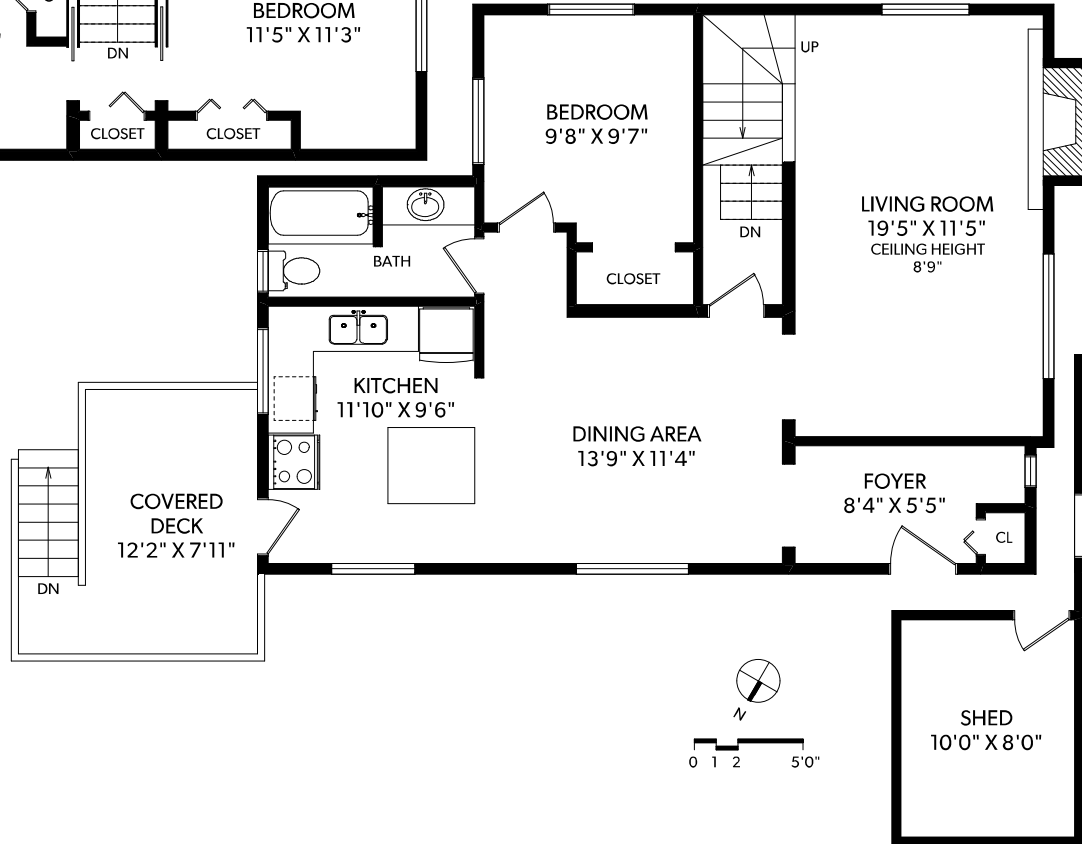 BEDROOM
11'5" X 11'3"
DN
CLOSET
CLOSET
BEDROOM
9'8" X 9'7"
UP
DN
CLOSET
LIVING ROOM
19'5" X 11'5"
CEILING HEIGHT
8'9"
BATH
KITCHEN
11'10" X 9'6"
DINING AREA
13'9" X 11'4"
FOYER
8'4" X 5'5"
CL
COVERED
DECK
12'2" X 7'11"
DN
N
0 1 2 5'0"
SHED
10'0" X 8'0"